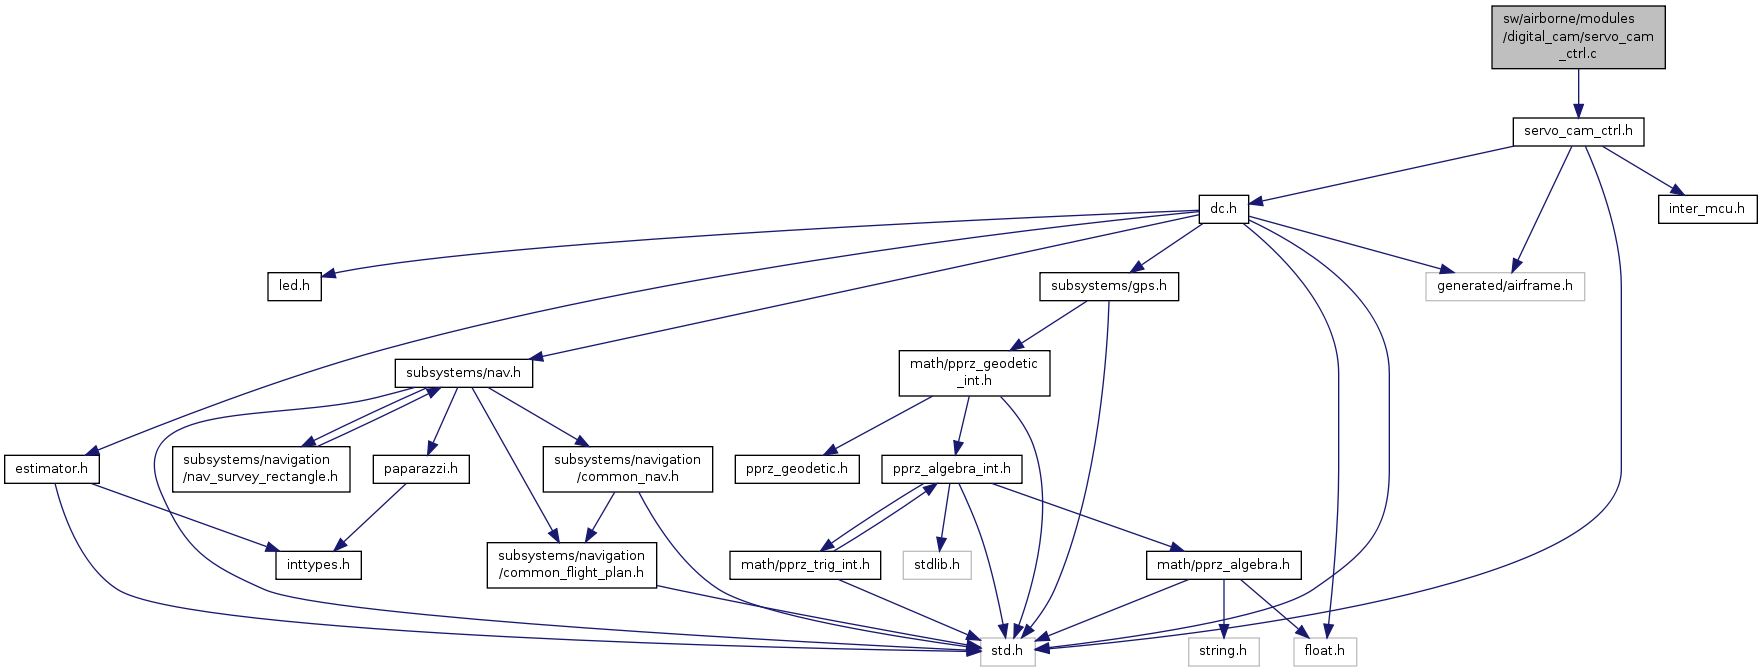 sw/airborne/modules
/digital_cam/servo_cam
_ctrl.c
servo_cam_ctrl.h
dc.h
inter_mcu.h
led.h
subsystems/gps.h
generated/airframe.h
subsystems/nav.h
math/pprz_geodetic
_int.h
estimator.h
subsystems/navigation
/nav_survey_rectangle.h
paparazzi.h
subsystems/navigation
/common_nav.h
pprz_geodetic.h
pprz_algebra_int.h
inttypes.h
subsystems/navigation
/common_flight_plan.h
math/pprz_trig_int.h
stdlib.h
math/pprz_algebra.h
std.h
string.h
float.h